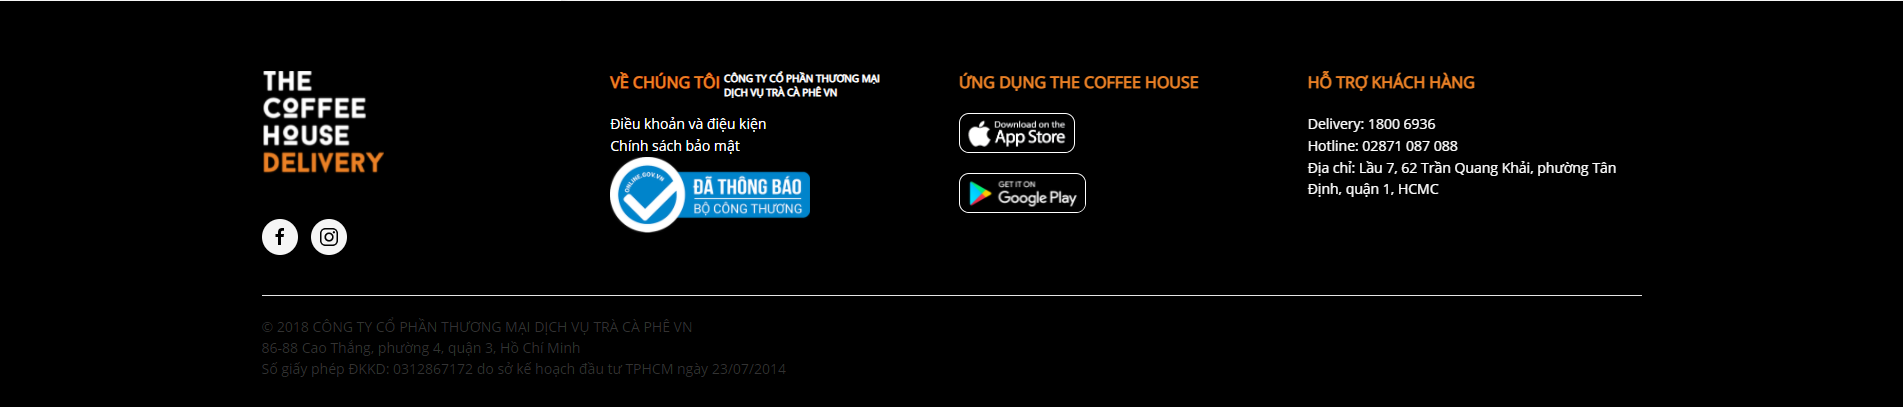 THE
COFFEE
HOUSE
DELIVERY
VỀ CHÚNG TÔI CÔNG TY CỔ PHẦN THƯƠNG MẠI
DỊCH VỤ TRÀ CÀ PHÊ VN
Điều khoản và điệu kiện
Chính sách bảo mật
ONLINE.GOV.VN
ĐÃ THÔNG BÁO
BỘ CÔNG THƯƠNG
ỨNG DỤNG THE COFFEE HOUSE
Download on the
App Store
GET IT ON
Google Play
HỖ TRỢ KHÁCH HÀNG
Delivery: 1800 6936
Hotline: 02871 087 088
Địa chỉ: Lầu 7, 62 Trần Quang Khải, phường Tân
Định, quận 1, HCMC
© 2018 CÔNG TY CỔ PHẦN THƯƠNG MẠI DỊCH VỤ TRÀ CÀ PHÊ VN
86-88 Cao Thắng, phường 4, quận 3, Hồ Chí Minh
Số giấy phép ĐKKD: 0312867172 do sở kế hoạch đầu tư TPHCM ngày 23/07/2014